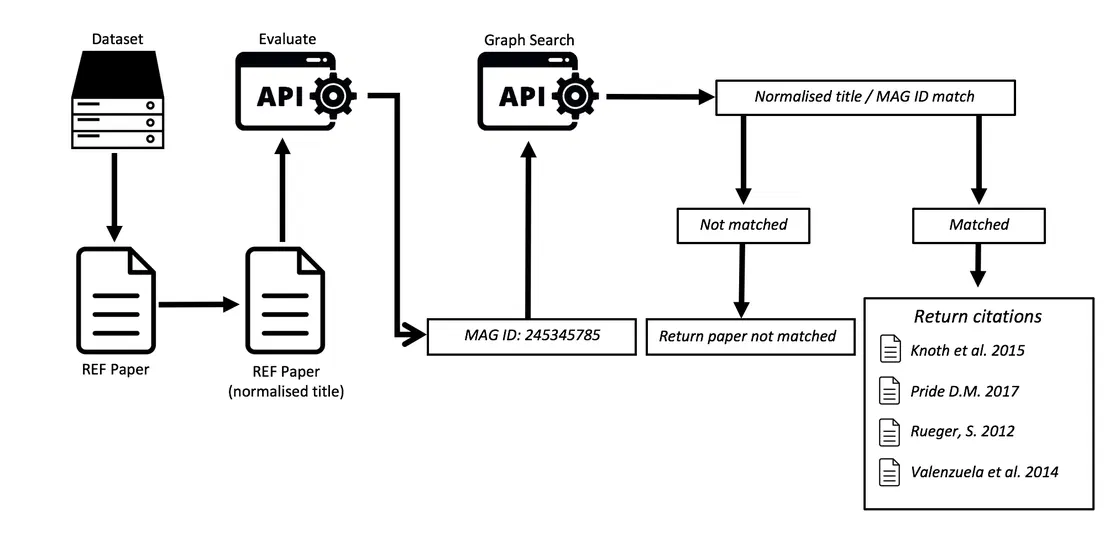 Dataset
Evaluate
Graph Search
API
API
Normalised title / MAG ID match
Not matched
Matched
MAG ID: 245345785
Return paper not matched
REF Paper
REF Paper
(normalised title)
Return citations
Knoth et al. 2015
Pride D.M. 2017
Rueger, S. 2012
Valenzuela et al. 2014